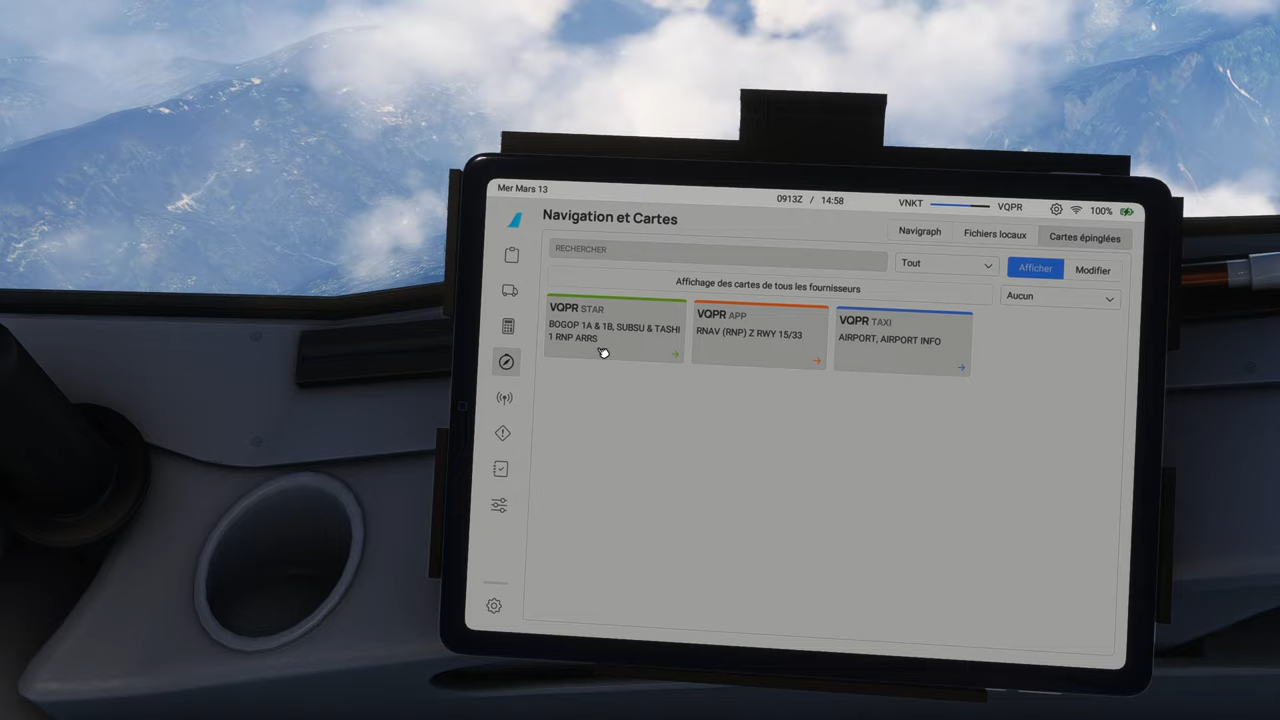 Mer Mars 13
0913Z / 14:58
VNKT VQPR
100%
Navigation et Cartes
Navigraph Fichiers locaux Cartes épinglées
RECHERCHER
Tout
Afficher Modifier
Affichage des cartes de tous les fournisseurs
Aucun
VQPR STAR
BOGOP 1A & 1B, SUBSU & TASHI
1 RNP ARRS
VQPR APP
RNAV (RNP) Z RWY 15/33
VQPR TAXI
AIRPORT, AIRPORT INFO